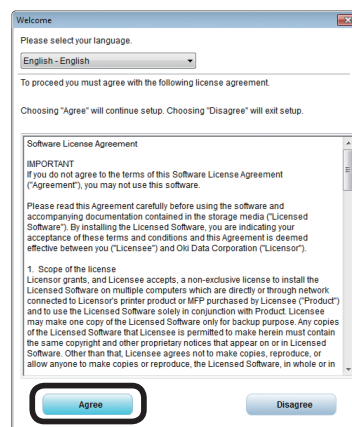 Welcome
Please select your language.
English - English
To proceed you must agree with the following license agreement.
Choosing "Agree" will continue setup. Choosing "Disagree" will exit setup.
Software License Agreement
IMPORTANT
If you do not agree to the terms of this Software License Agreement
("Agreement"), you may not use this software.
Please read this Agreement carefully before using the software and
accompanying documentation contained in the storage media ("Licensed
Software"). By installing the Licensed Software, you are indicating your
acceptance of these terms and conditions and this Agreement is deemed
effective between you ("Licensee") and Oki Data Corporation ("Licensor").
1. Scope of the license
Licensor grants, and Licensee accepts, a non-exclusive license to install the
Licensed Software on multiple computers which are directly or through network
connected to Licensor's printer product or MFP purchased by Licensee ("Product")
and to use the Licensed Software solely in conjunction with Product. Licensee
may make one copy of the Licensed Software only for backup purpose. Any copies
of the Licensed Software that Licensee is permitted to make herein must contain
the same copyright and other proprietary notices that appear on or in Licensed
Software. Other than that, Licensee agrees not to make copies, reproduce, or
allow anyone to make copies or reproduce, the Licensed Software, in whole or in
Agree
Disagree